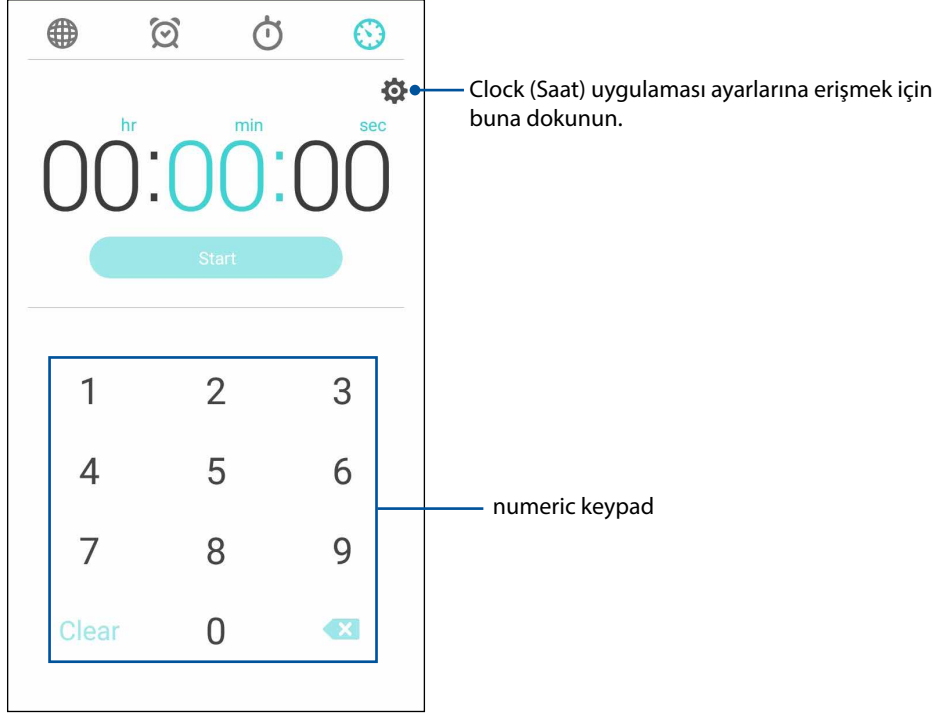 Clock (Saat) uygulaması ayarlarına erişmek için
buna dokunun.
hr min sec
00:00:00
Start
1 2 3
4 5 6
numeric keypad
7 8 9
Clear 0